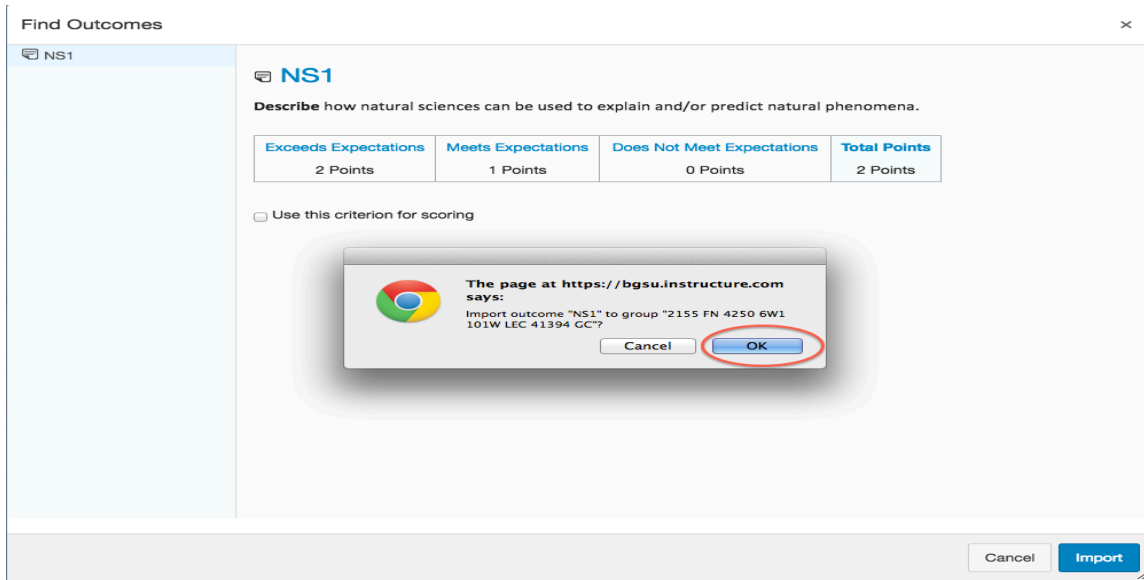 Find Outcomes ×
NS1
NS1
Describe how natural sciences can be used to explain and/or predict natural phenomena.
Exceeds Expectations Meets Expectations Does Not Meet Expectations Total Points
2 Points 1 Points 0 Points 2 Points
Use this criterion for scoring
The page at https://bgsu.instructure.com
says:
Import outcome "NS1" to group "2155 FN 4250 6W1
101W LEC 41394 GC"?
Cancel OK
Cancel Import